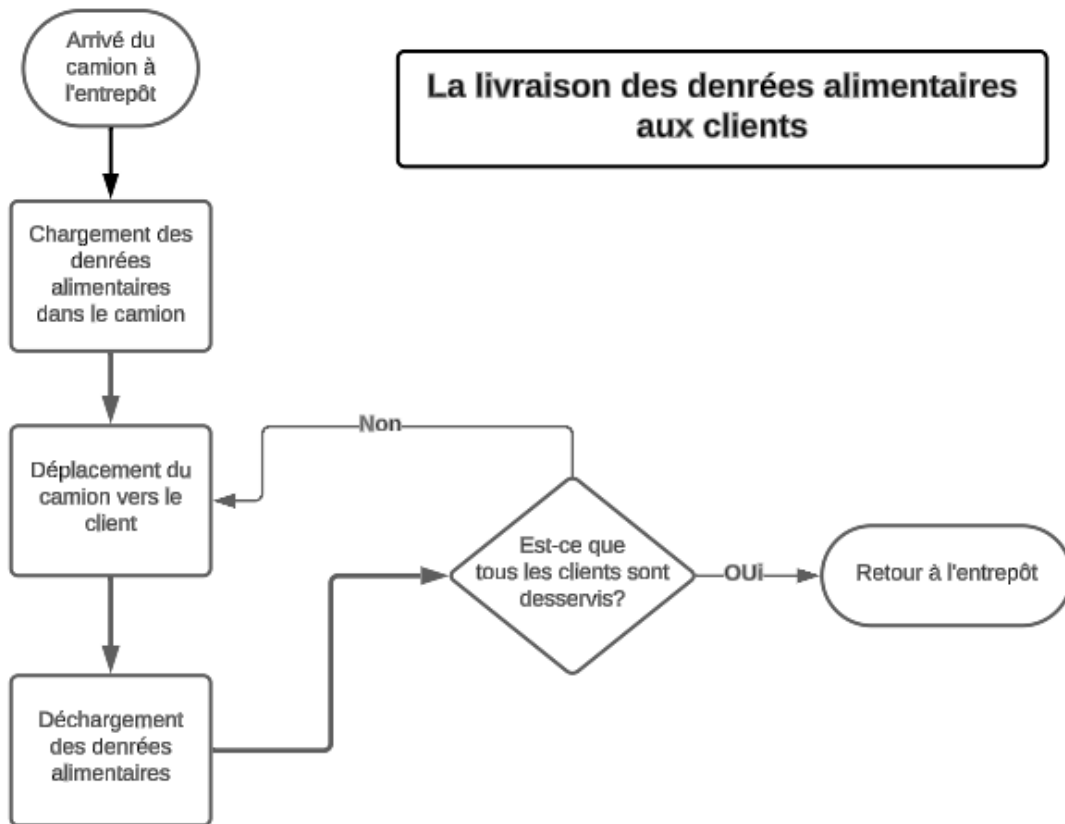 Arrivé du
camion à
l'entrepôt
La livraison des denrées alimentaires
aux clients
Chargement des
denrées
alimentaires
dans le camion
Non
Déplacement du
camion vers le
client
Est-ce que
tous les clients sont
desservis?
OUi
Retour à l'entrepôt
Déchargement
des denrées
alimentaires